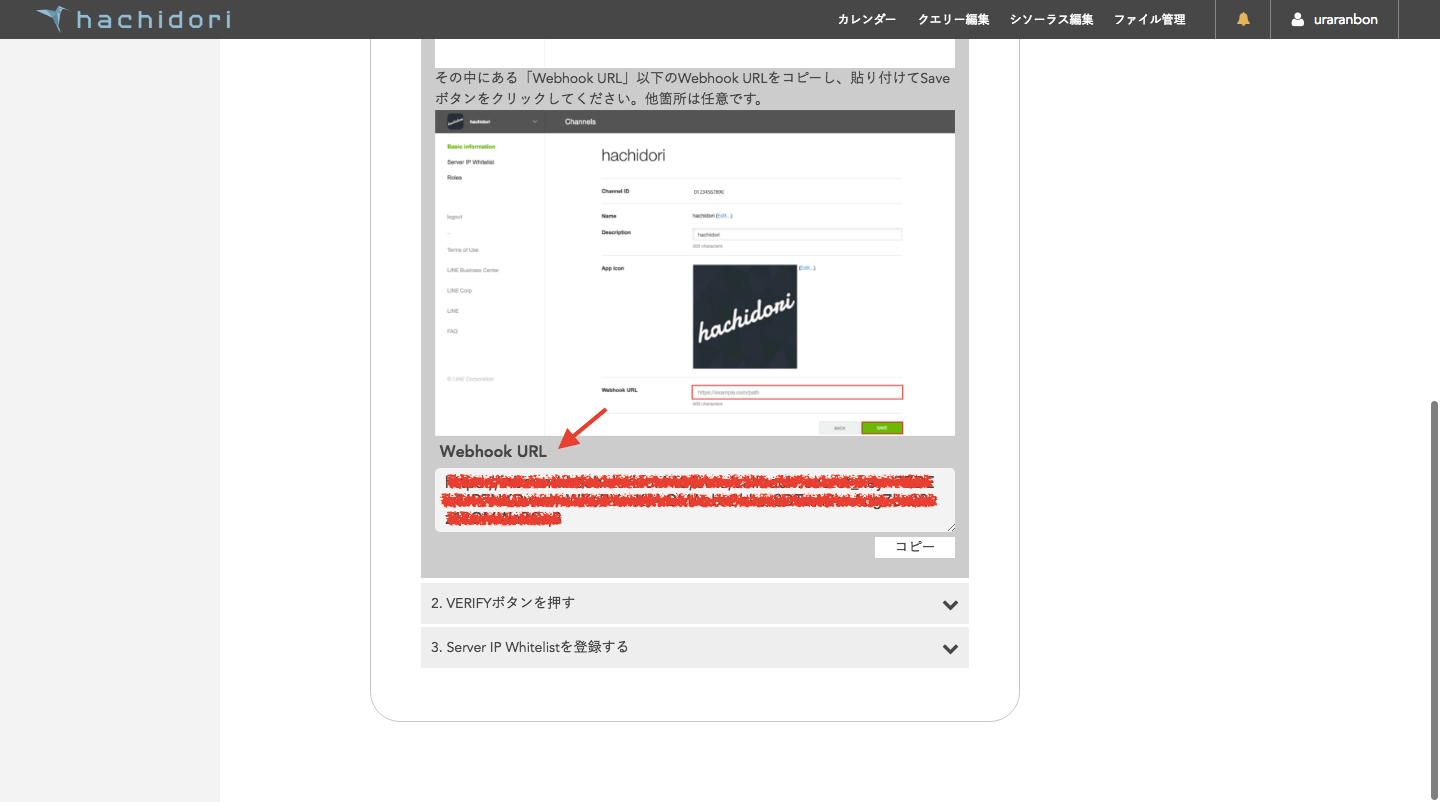 hachidori
カレンダー クエリー編集 シソーラス編集 ファイル管理 uraranbon
その中にある「Webhook URL」以下のWebhook URLをコピーし、貼り付けてSave
ボタンをクリックしてください。他箇所は任意です。
hachidori Channels
Basic information
Server IP Whitelist
Roles
logout
Terms of Use
LINE Business Center
LINE Corp
LINE
FAQ
© LINE Corporation
hachidori
Channel ID 01234567890
Name hachidori (Edit...)
Description hachidori
App icon (Edit...)
hachidori
Webhook URL https://example.com/path
BACK SAVE
Webhook URL
コピー
2. VERIFYボタンを押す
3. Server IP Whitelistを登録する